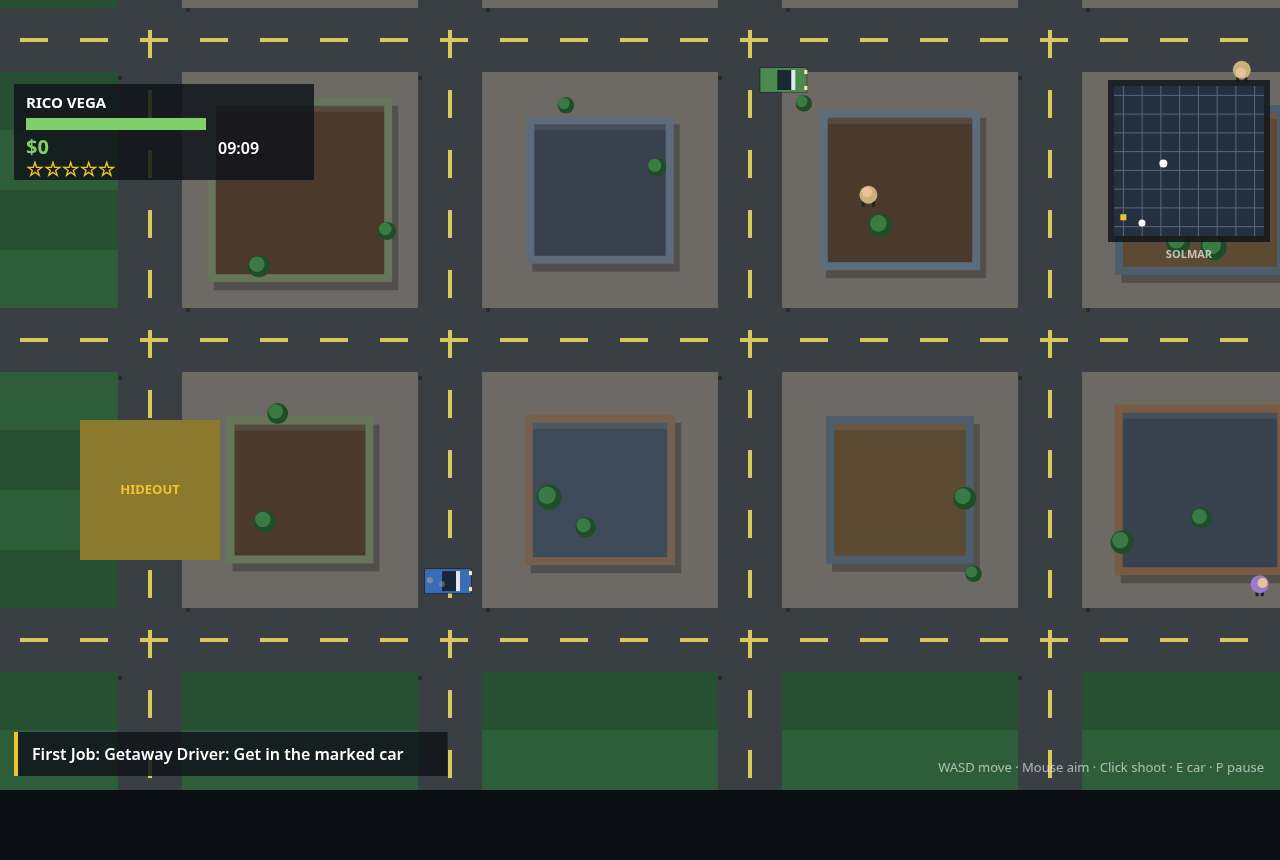 RICO VEGA
$0
09:09
☆☆☆☆☆
SOLMAR
HIDEOUT
First Job: Getaway Driver: Get in the marked car
WASD move · Mouse aim · Click shoot · E car · P pause